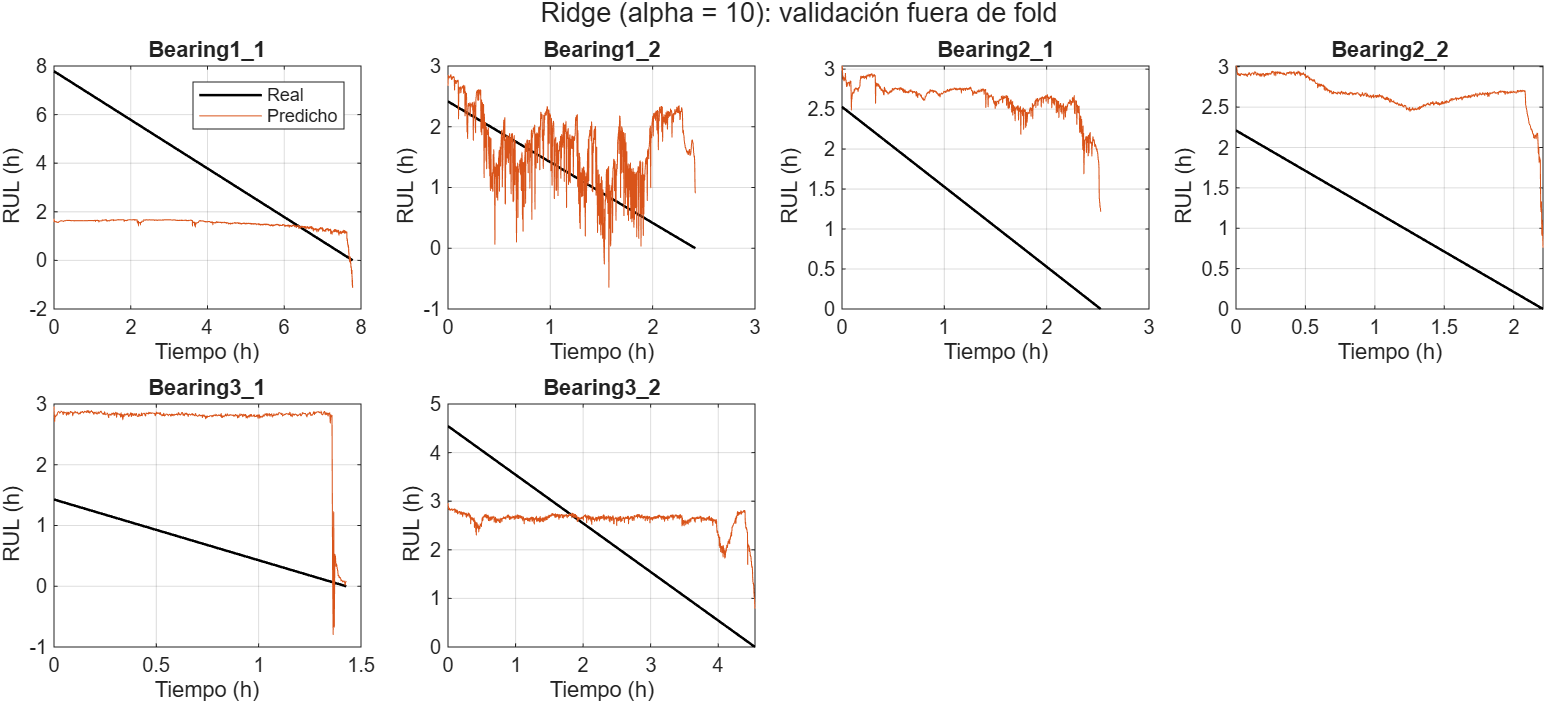 Ridge (alpha = 10): validación fuera de fold
Bearing1_1
8
6
4
2
0
-2
0 2 4 6 8
RUL (h)
Tiempo (h)
Real
Predicho
Bearing1_2
3
2
1
0
-1
0 1 2 3
RUL (h)
Tiempo (h)
Bearing2_1
3
2.5
2
1.5
1
0.5
0
0 1 2 3
RUL (h)
Tiempo (h)
Bearing2_2
3
2.5
2
1.5
1
0.5
0
0 0.5 1 1.5 2
RUL (h)
Tiempo (h)
Bearing3_1
3
2
1
0
-1
0 0.5 1 1.5
RUL (h)
Tiempo (h)
Bearing3_2
5
4
3
2
1
0
0 1 2 3 4
RUL (h)
Tiempo (h)